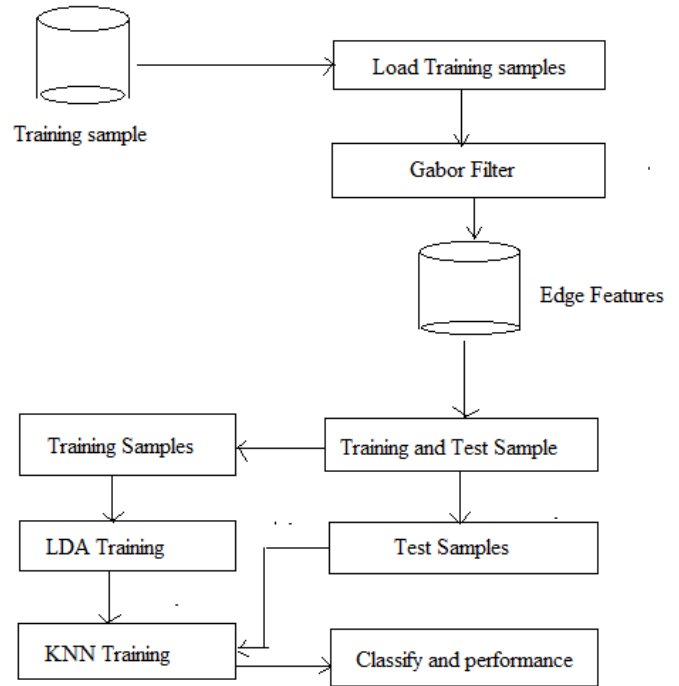 Load Training samples
Training sample
Gabor Filter
Edge Features
Training Samples
Training and Test Sample
LDA Training
Test Samples
KNN Training
Classify and performance